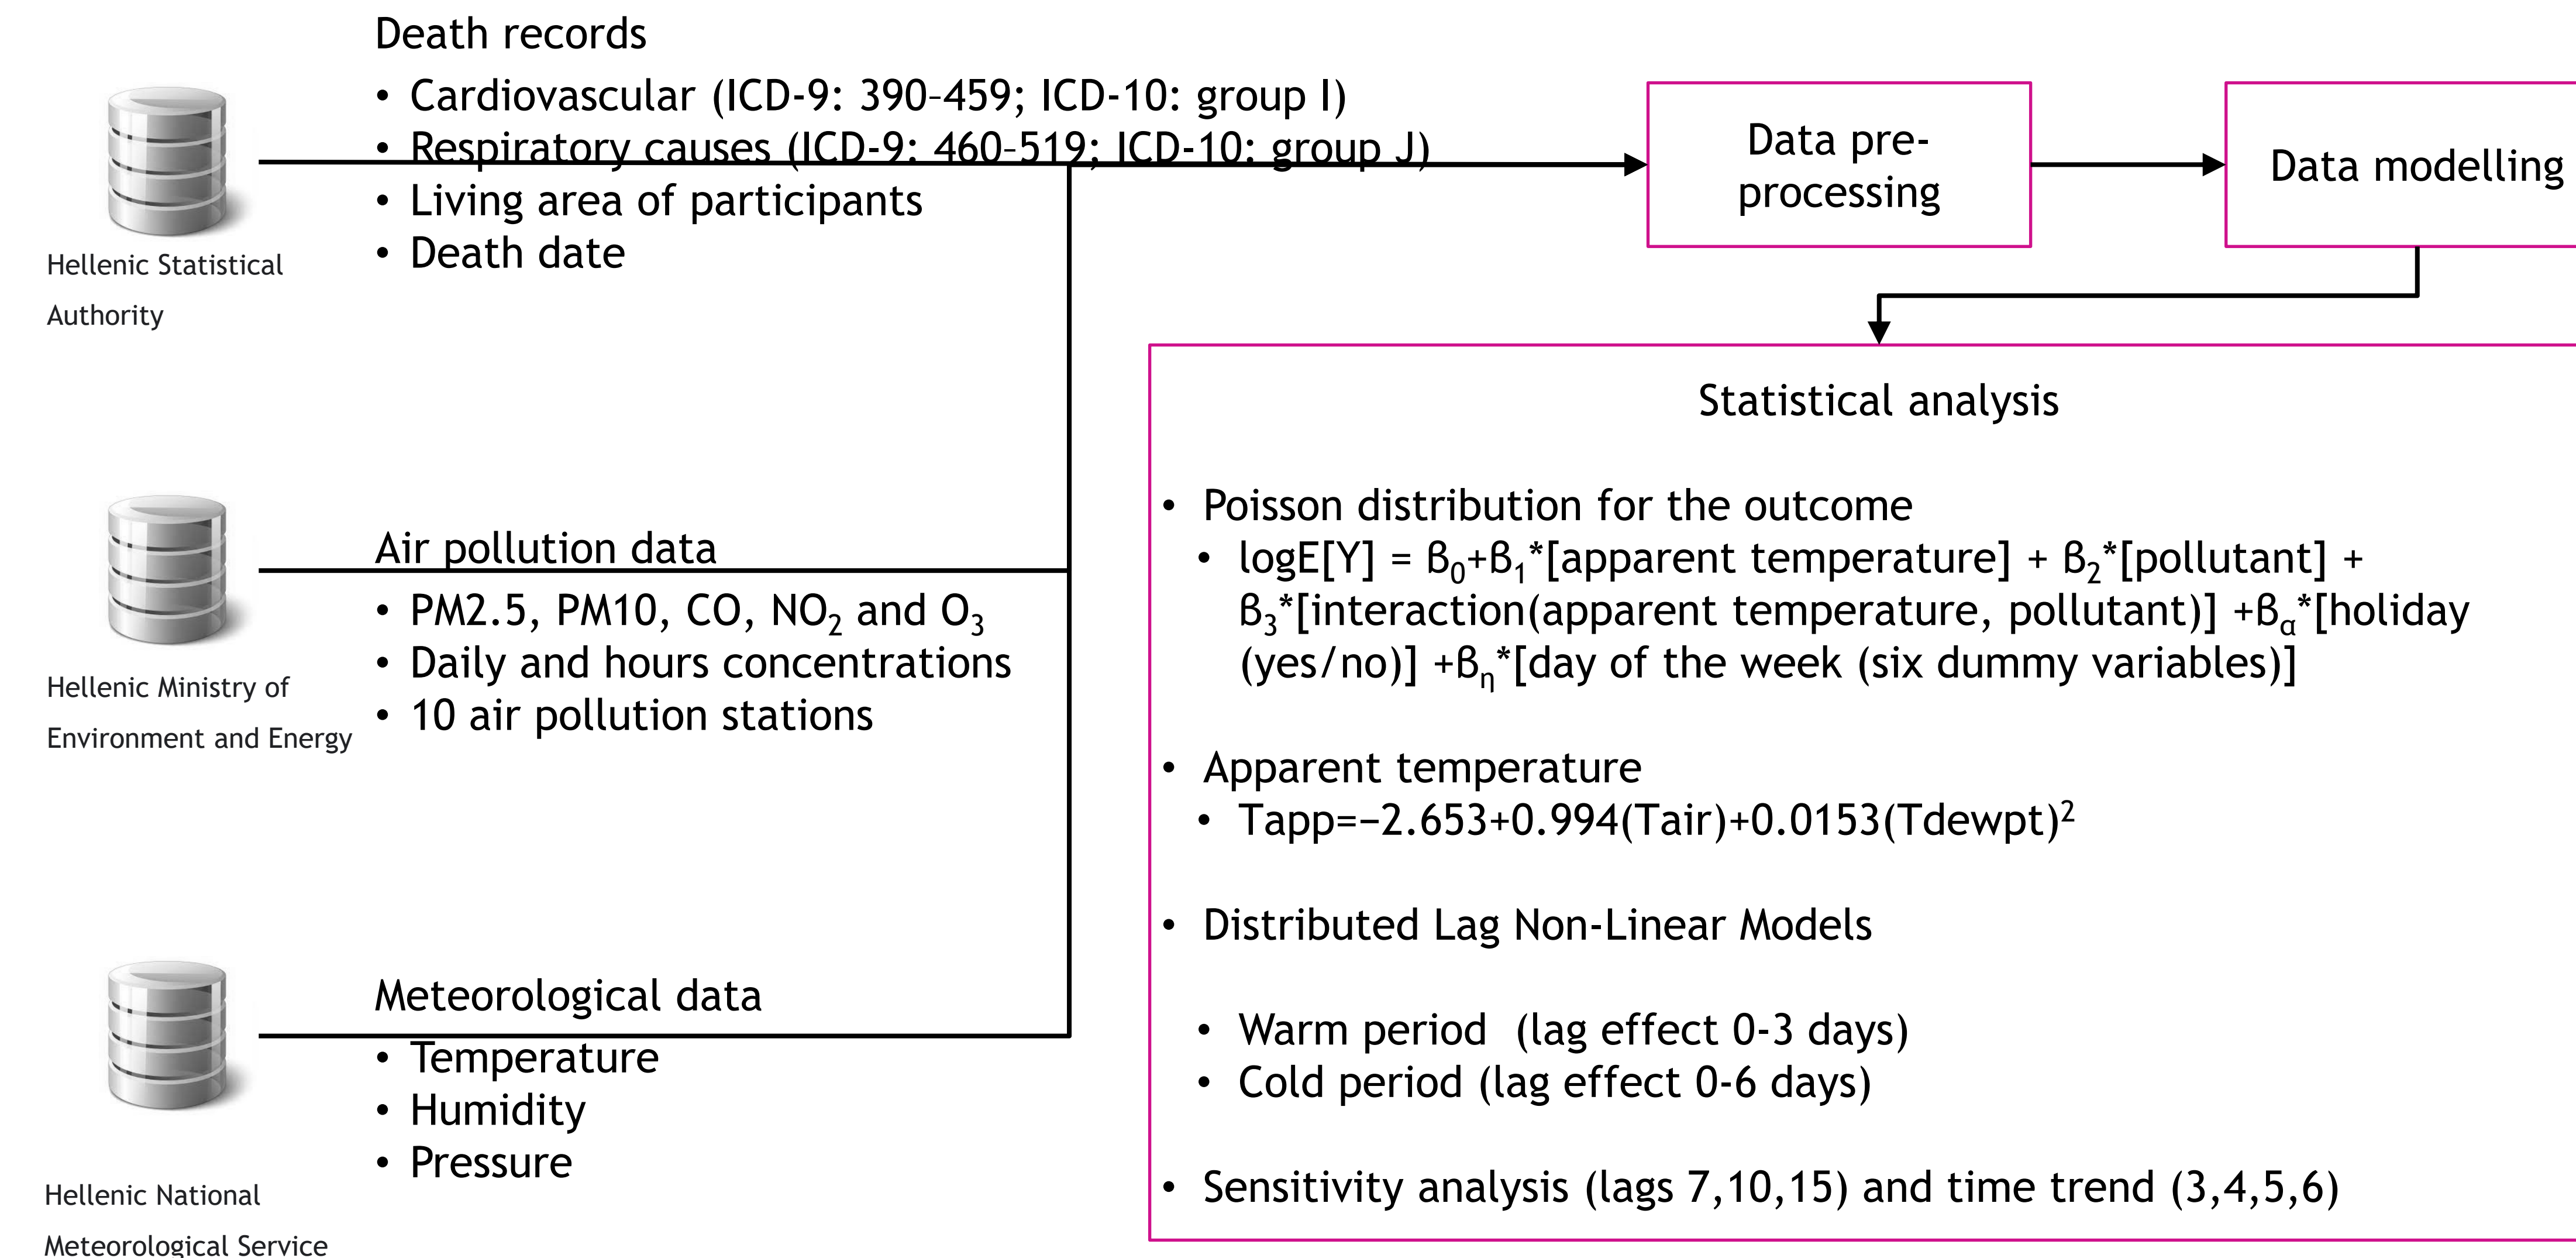 Death records
• Cardiovascular (ICD-9: 390–459; ICD-10: group I)
• Respiratory causes (ICD-9: 460–519; ICD-10: group J)
• Living area of participants
• Death date
Hellenic Statistical
Authority
Data pre-
processing
Data modelling
Air pollution data
• PM2.5, PM10, CO, NO₂ and O₃
• Daily and hours concentrations
• 10 air pollution stations
Hellenic Ministry of
Environment and Energy
Meteorological data
• Temperature
• Humidity
• Pressure
Hellenic National
Meteorological Service
Statistical analysis
• Poisson distribution for the outcome
• logE[Y] = β₀+β₁*[apparent temperature] + β₂*[pollutant] +
β₃*[interaction(apparent temperature, pollutant)] +βα*[holiday
(yes/no)] +βη*[day of the week (six dummy variables)]
• Apparent temperature
• Tapp=−2.653+0.994(Tair)+0.0153(Tdewpt)²
• Distributed Lag Non-Linear Models
• Warm period (lag effect 0-3 days)
• Cold period (lag effect 0-6 days)
• Sensitivity analysis (lags 7,10,15) and time trend (3,4,5,6)